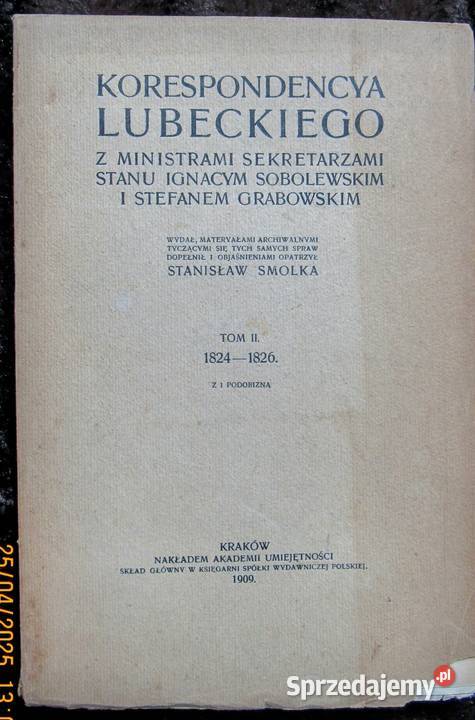 KORESPONDENCYA
LUBECKIEGO
Z MINISTRAMI SEKRETARZAMI
STANU IGNACYM SOBOLEWSKIM
I STEFANEM GRABOWSKIM
WYDAŁ, MATERYAŁAMI ARCHIWALNYMI
TYCZĄCYMI SIĘ TYCH SAMYCH SPRAW
DOPEŁNIŁ I OBJAŚNIENIAMI OPATRZYŁ
STANISŁAW SMOLKA
TOM II.
1824—1826.
Z 1 PODOBIZNĄ
KRAKÓW
NAKŁADEM AKADEMII UMIEJĘTNOŚCI
SKŁAD GŁÓWNY W KSIĘGARNI SPÓŁKI WYDAWNICZEJ POLSKIEJ.
1909.
25/04/2025 13
Sprzedajemy.pl